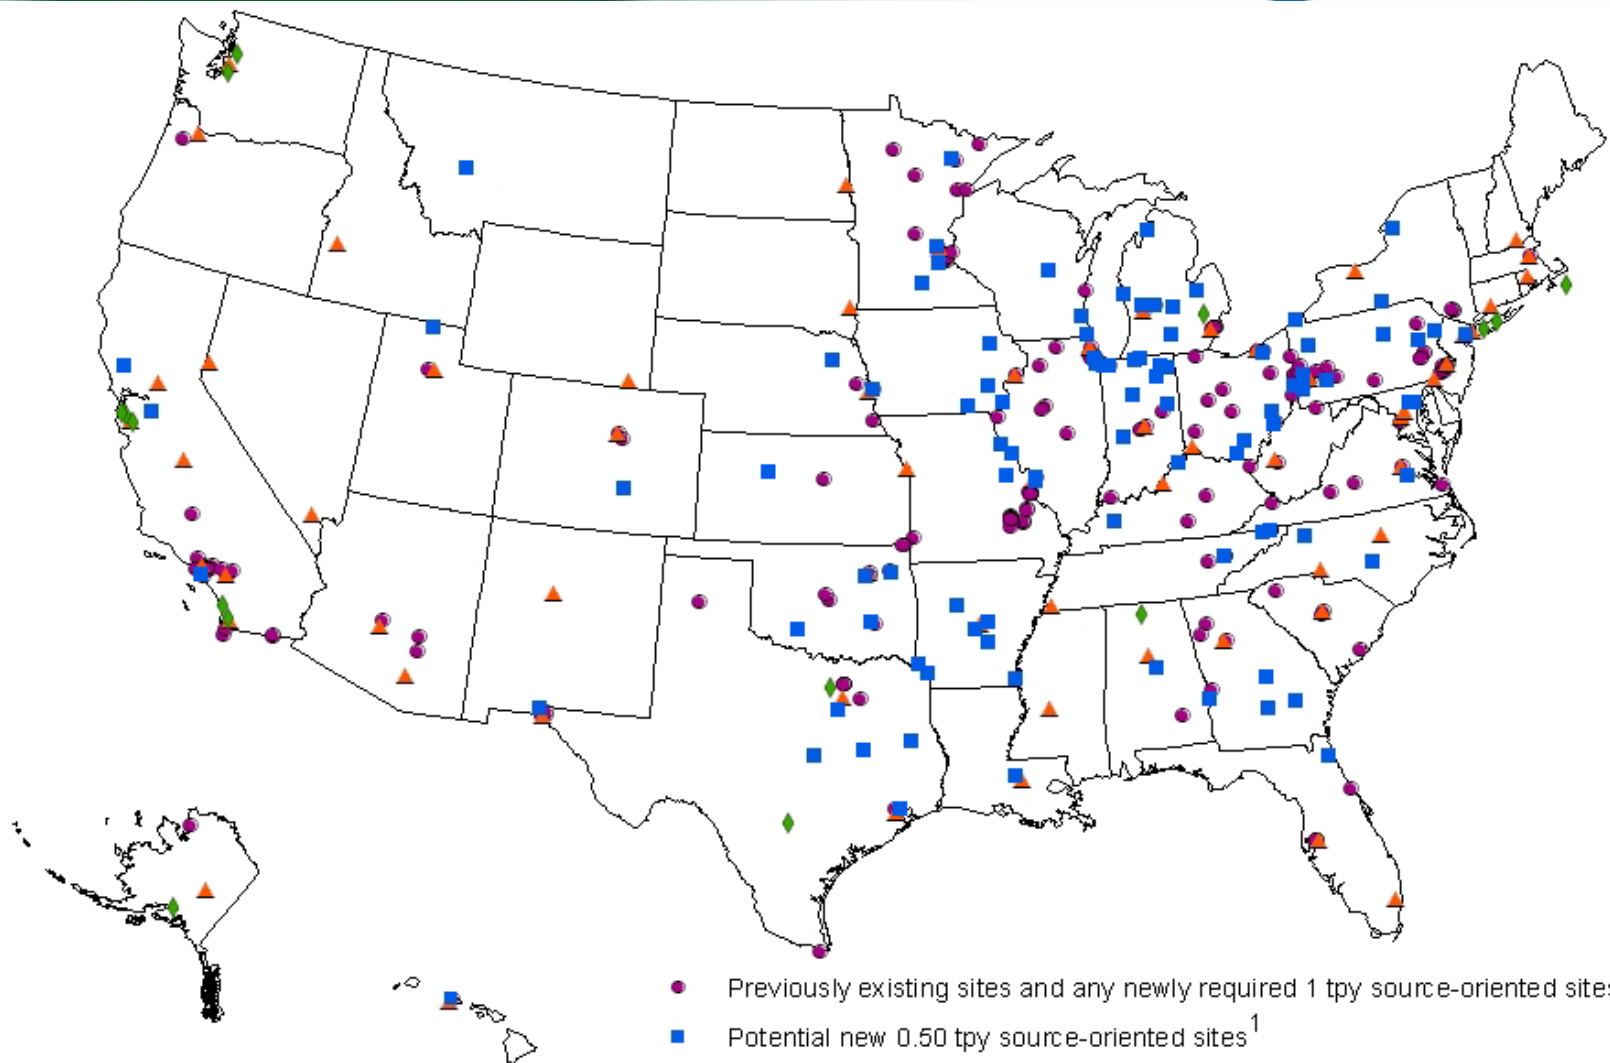 Previously existing sites and any newly required 1 tpy source-oriented sites
Potential new 0.50 tpy source-oriented sites1